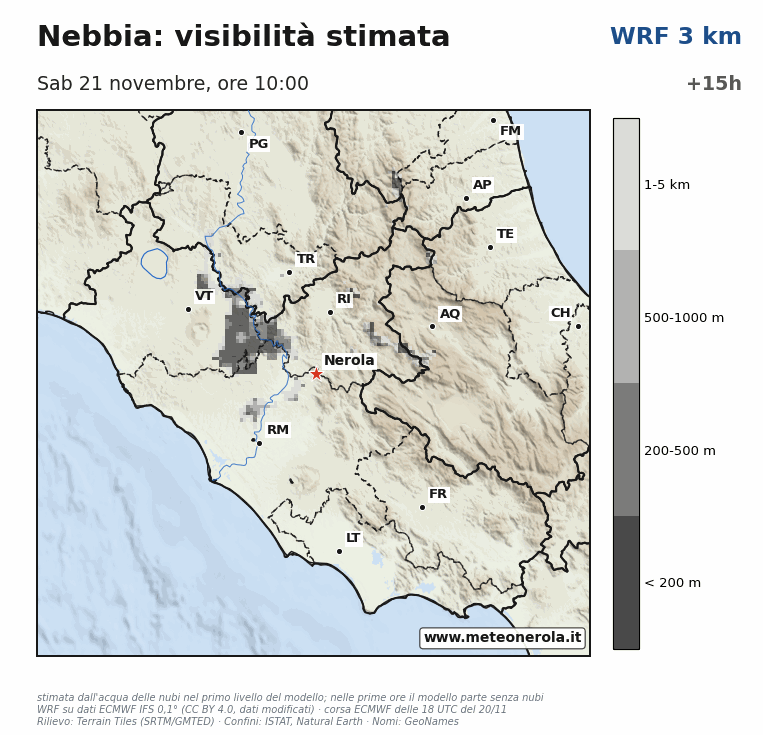 Nebbia: visibilità stimata
WRF 3 km
Sab 21 novembre, ore 10:00
+15h
FM
PG
AP
TE
TR
VT
RI
AQ
CH
Nerola
RM
FR
LT
www.meteonerola.it
1-5 km
500-1000 m
200-500 m
< 200 m
stimata dall'acqua delle nubi nel primo livello del modello; nelle prime ore il modello parte senza nubi
WRF su dati ECMWF IFS 0,1° (CC BY 4.0, dati modificati) · corsa ECMWF delle 18 UTC del 20/11
Rilievo: Terrain Tiles (SRTM/GMTED) · Confini: ISTAT, Natural Earth · Nomi: GeoNames